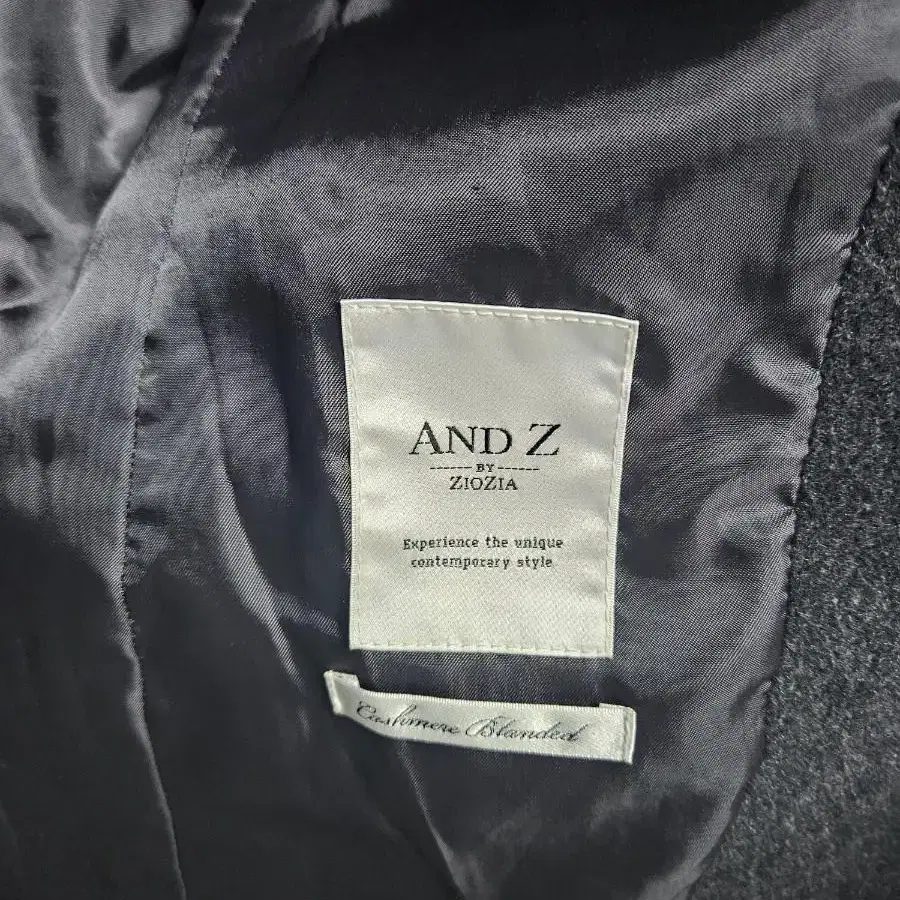 AND Z
BY
ZIOZIA
Experience the unique
contemporary style
Cashmere Blended